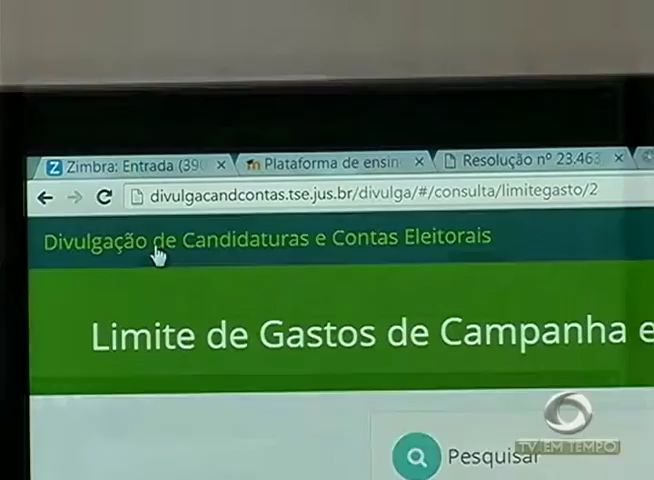 Zimbra: Entrada (390
Plataforma de ensin
Resolução nº 23.463
divulgacandcontas.tse.jus.br/divulga/#/consulta/limitegasto/2
Divulgação de Candidaturas e Contas Eleitorais
Limite de Gastos de Campanha e
Pesquisar
TV EM TEMPO